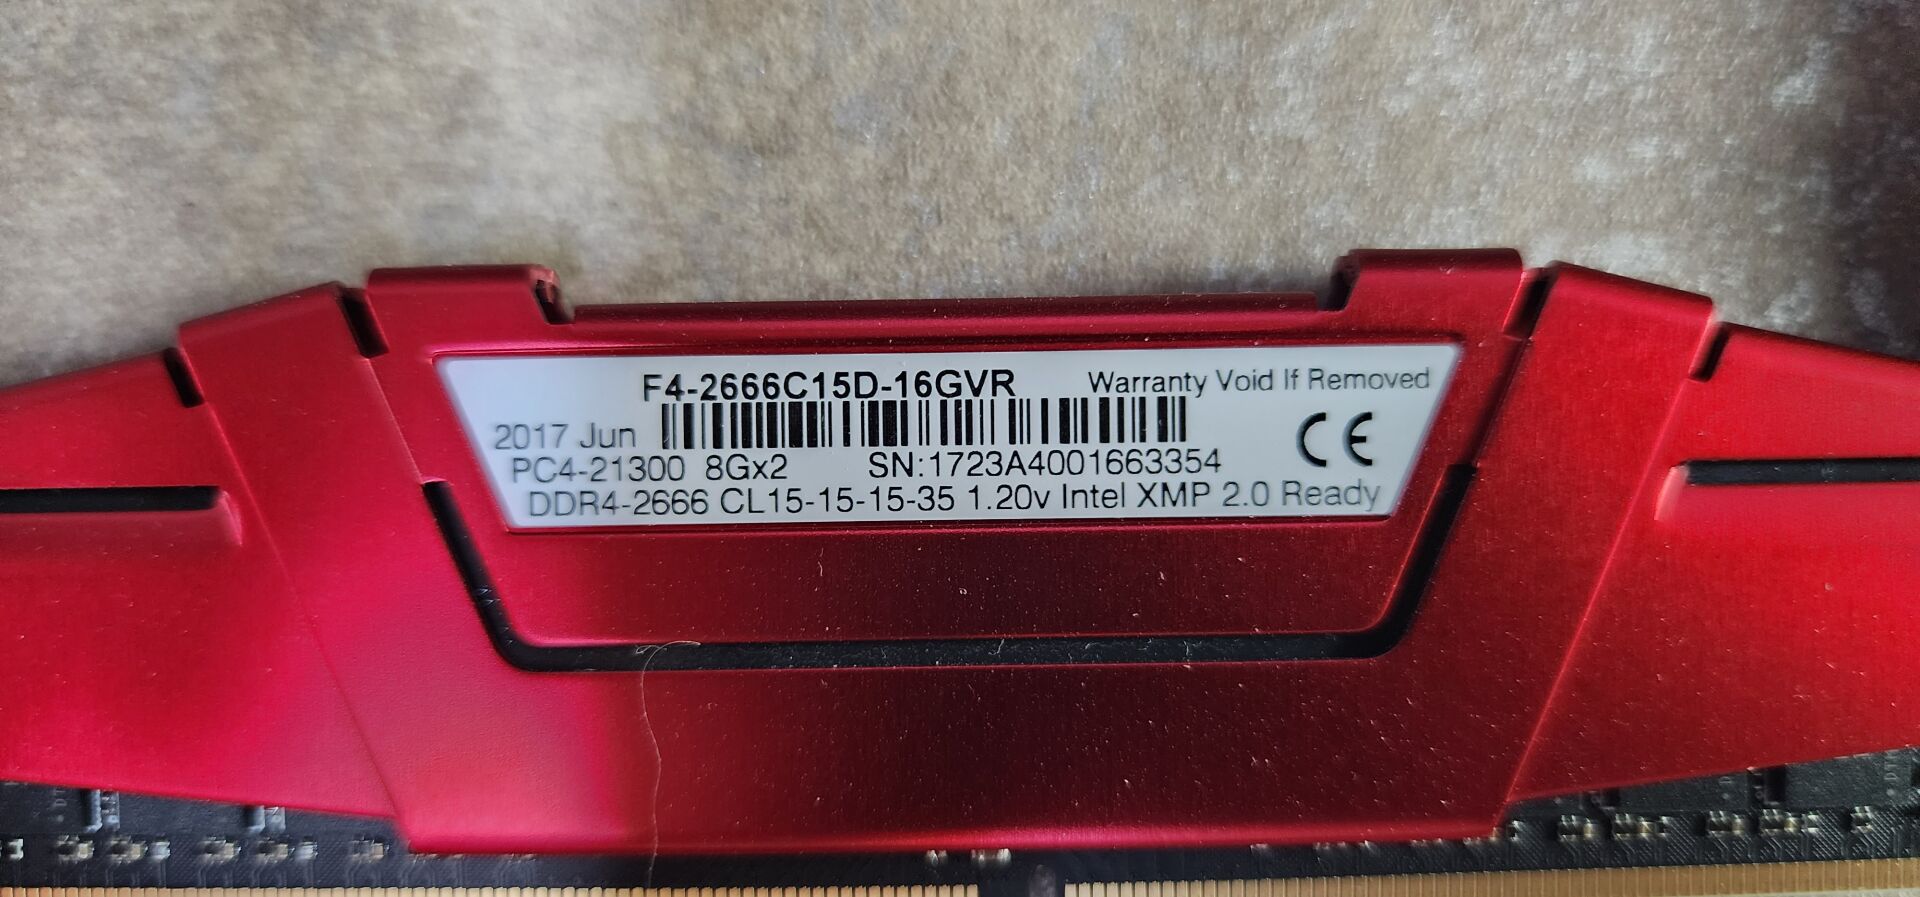 F4-2666C15D-16GVR Warranty Void If Removed
2017 Jun CE
PC4-21300 8Gx2 SN:1723A4001663354
DDR4-2666 CL15-15-15-35 1.20v Intel XMP 2.0 Ready